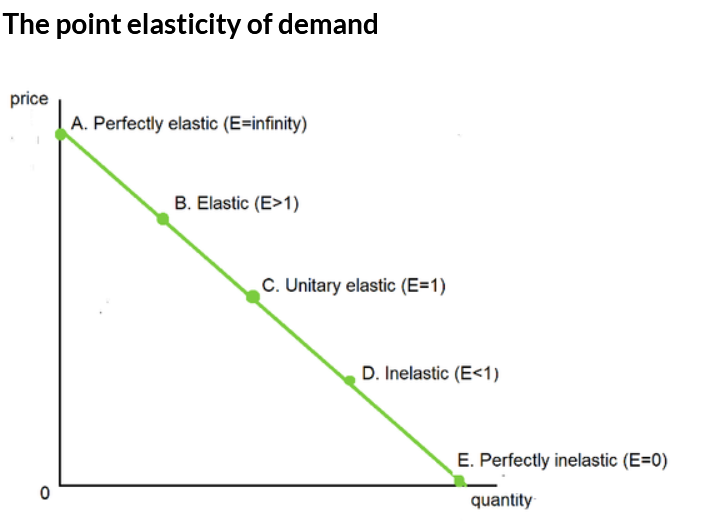 The point elasticity of demand
price
A. Perfectly elastic (E=infinity)
B. Elastic (E>1)
C. Unitary elastic (E=1)
D. Inelastic (E<1)
E. Perfectly inelastic (E=0)
0
quantity